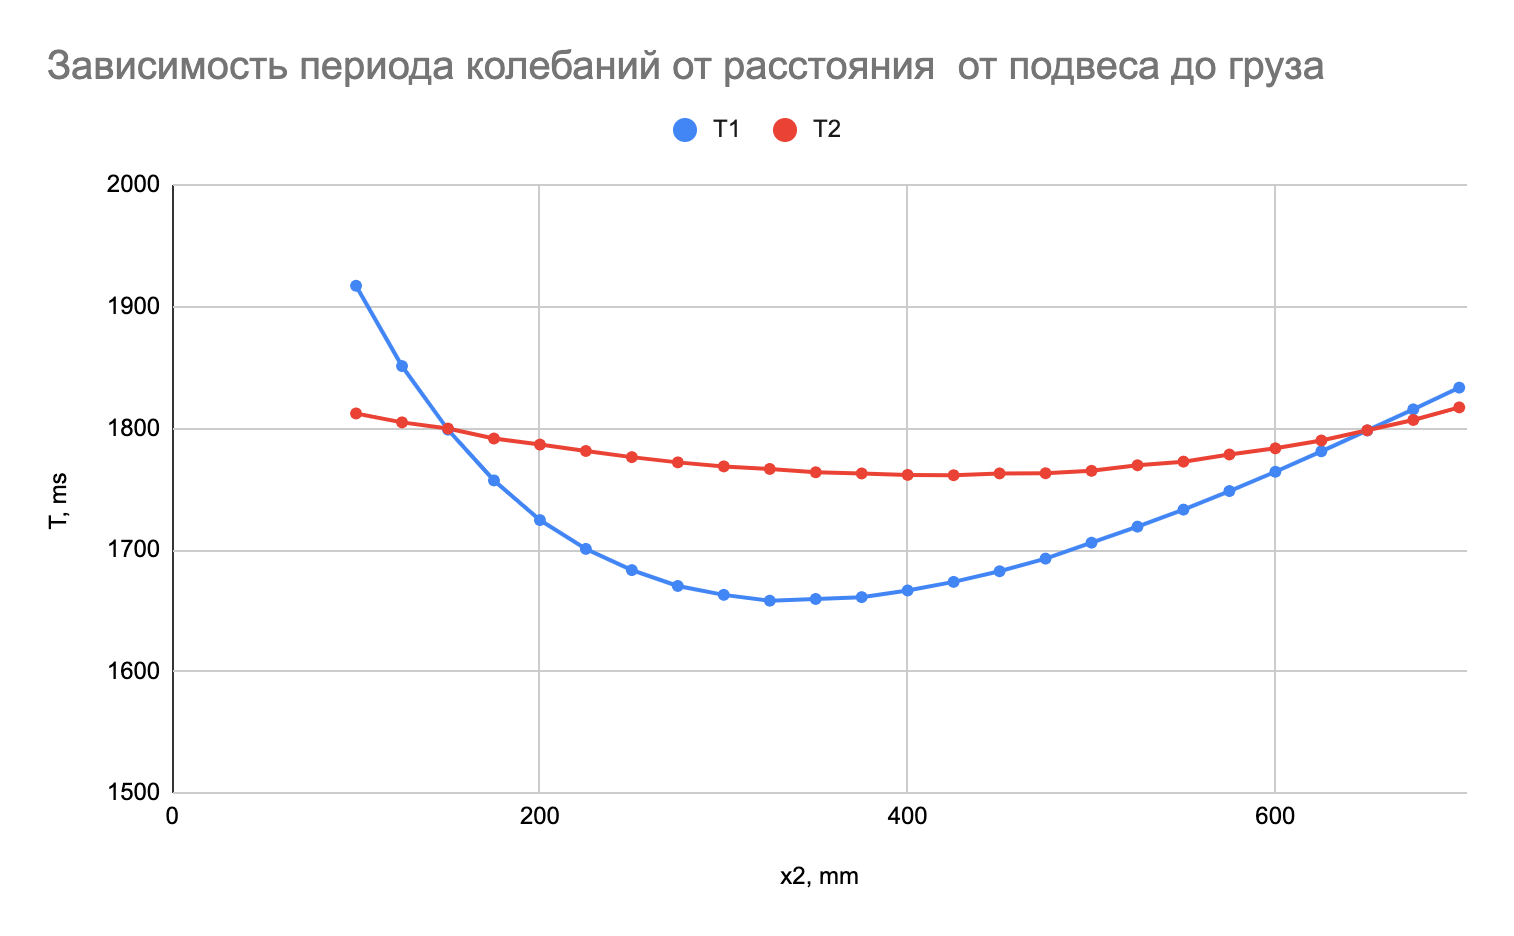 Зависимость периода колебаний от расстояния  от подвеса до груза
T1 T2
2000
1900
1800
1700
1600
1500
T, ms
0 200 400 600
x2, mm